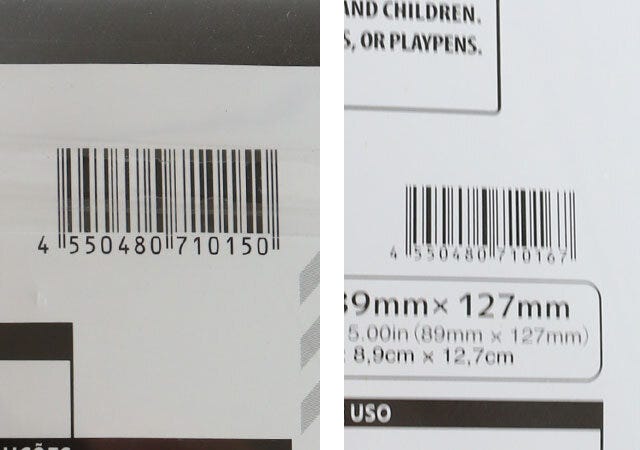 4 550480 710150
AND CHILDREN.
S, OR PLAYPENS.
4 550480 710167
89mm× 127mm
5.00in (89mm × 127mm)
: 8,9cm × 12,7cm
USO